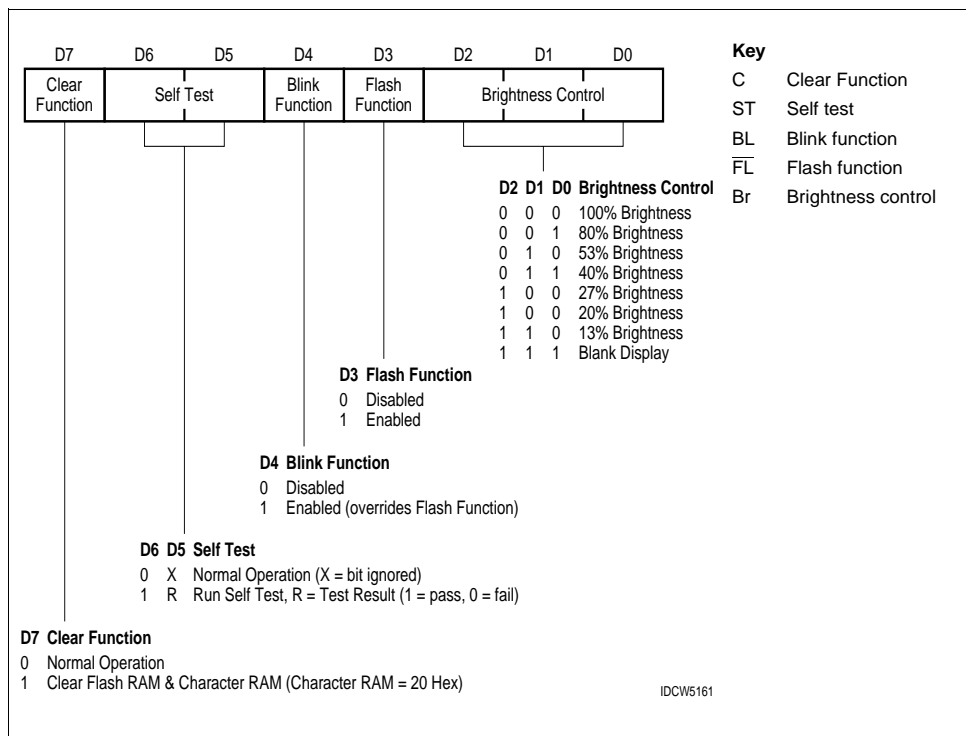 D7 D6 D5 D4 D3 D2 D1 D0
Clear Function Self Test Blink Function Flash Function Brightness Control
Key
C Clear Function
ST Self test
BL Blink function
F̅L̅ Flash function
Br Brightness control
D2 D1 D0 Brightness Control
0 0 0 100% Brightness
0 0 1 80% Brightness
0 1 0 53% Brightness
0 1 1 40% Brightness
1 0 0 27% Brightness
1 0 0 20% Brightness
1 1 0 13% Brightness
1 1 1 Blank Display
D3 Flash Function
0 Disabled
1 Enabled
D4 Blink Function
0 Disabled
1 Enabled (overrides Flash Function)
D6 D5 Self Test
0 X Normal Operation (X = bit ignored)
1 R Run Self Test, R = Test Result (1 = pass, 0 = fail)
D7 Clear Function
0 Normal Operation
1 Clear Flash RAM & Character RAM (Character RAM = 20 Hex)
IDCW5161